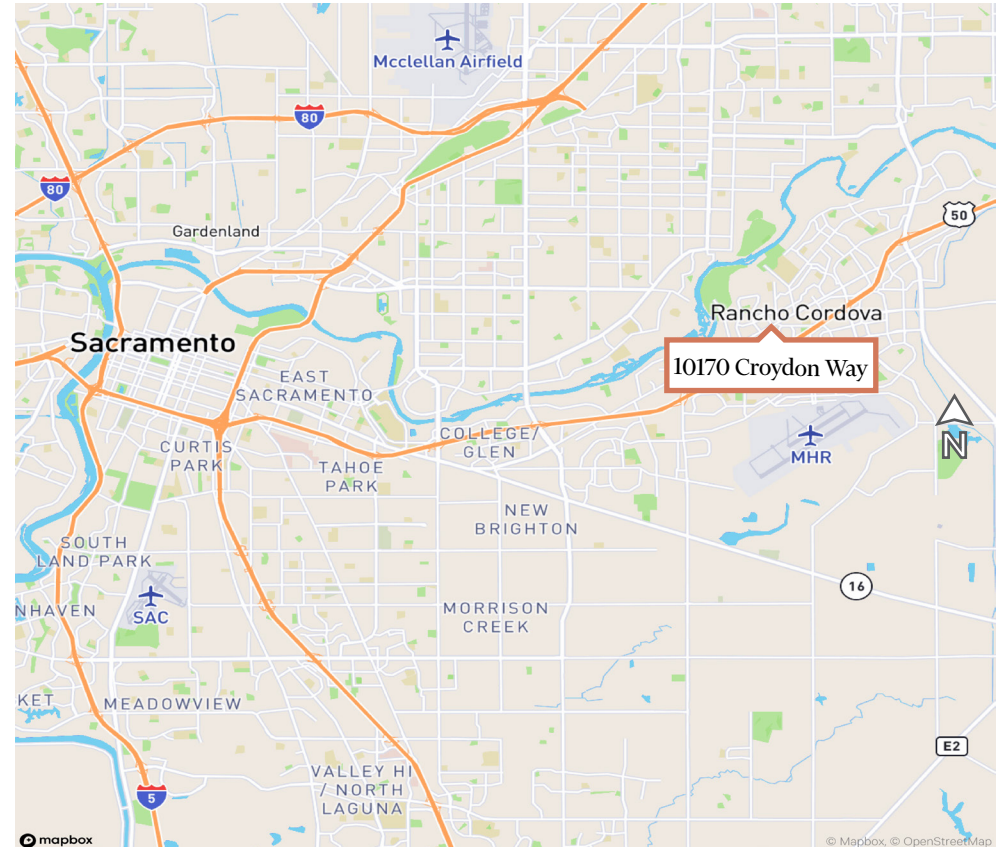 Mcclellan Airfield
80
80
50
Gardenland
Rancho Cordova
Sacramento
10170 Croydon Way
EAST
SACRAMENTO
N
CURTIS
PARK
COLLEGE/
GLEN
MHR
TAHOE
PARK
NEW
BRIGHTON
SOUTH
LAND PARK
16
SAC
NHAVEN
MORRISON
CREEK
KET
MEADOWVIEW
E2
VALLEY HI
/ NORTH
LAGUNA
5
mapbox
© Mapbox, © OpenStreetMap